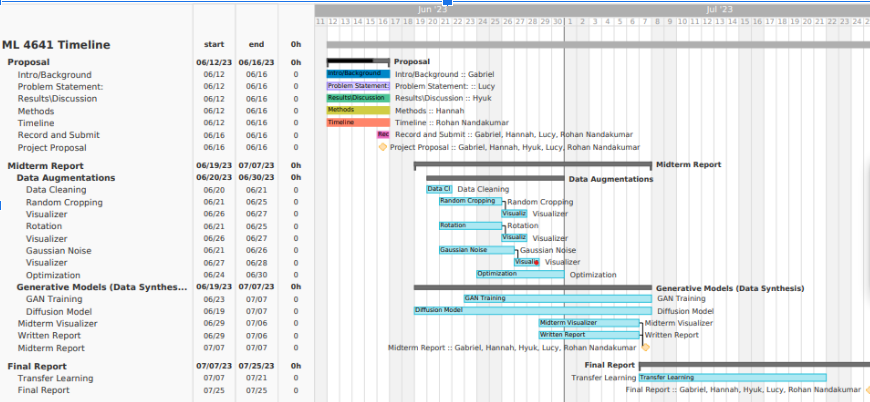 Jun '23 Jul '23
11 12 13 14 15 16 17 18 19 20 21 22 23 24 25 26 27 28 29 30 1 2 3 4 5 6 7 8 9 10 11 12 13 14 15 16 17 18 19 20 21 22 23 24
ML 4641 Timeline start end 0h
Proposal 06/12/23 06/16/23 0h Proposal
Intro/Background 06/12 06/16 0 Intro/Background Intro/Background :: Gabriel
Problem Statement: 06/12 06/16 0 Problem Statement: Problem Statement: :: Lucy
Results\Discussion 06/12 06/16 0 Results\Discussion Results\Discussion :: Hyuk
Methods 06/12 06/16 0 Methods Methods :: Hannah
Timeline 06/12 06/16 0 Timeline Timeline :: Rohan Nandakumar
Record and Submit 06/16 06/16 0 Rec Record and Submit :: Gabriel, Hannah, Lucy, Rohan Nandakumar
Project Proposal 06/16 06/16 0 Project Proposal :: Gabriel, Hannah, Hyuk, Lucy, Rohan Nandakumar
Midterm Report 06/19/23 07/07/23 0h Midterm Report
Data Augmentations 06/20/23 06/30/23 0h Data Augmentations
Data Cleaning 06/20 06/21 0 Data Cl Data Cleaning
Random Cropping 06/21 06/25 0 Random Cropping Random Cropping
Visualizer 06/26 06/27 0 Visualiz Visualizer
Rotation 06/21 06/25 0 Rotation Rotation
Visualizer 06/26 06/27 0 Visualiz Visualizer
Gaussian Noise 06/21 06/26 0 Gaussian Noise Gaussian Noise
Visualizer 06/27 06/28 0 Visuali Visualizer
Optimization 06/24 06/30 0 Optimization Optimization
Generative Models (Data Synthes... 06/19/23 07/07/23 0h Generative Models (Data Synthesis)
GAN Training 06/23 07/07 0 GAN Training GAN Training
Diffusion Model 06/19 07/07 0 Diffusion Model Diffusion Model
Midterm Visualizer 06/29 07/06 0 Midterm Visualizer Midterm Visualizer
Written Report 06/29 07/06 0 Written Report Written Report
Midterm Report 07/07 07/07 0 Midterm Report :: Gabriel, Hannah, Hyuk, Lucy, Rohan Nandakumar
Final Report 07/07/23 07/25/23 0h Final Report
Transfer Learning 07/07 07/21 0 Transfer Learning Transfer Learning
Final Report 07/25 07/25 0 Final Report :: Gabriel, Hannah, Hyuk, Lucy, Rohan Nandakumar